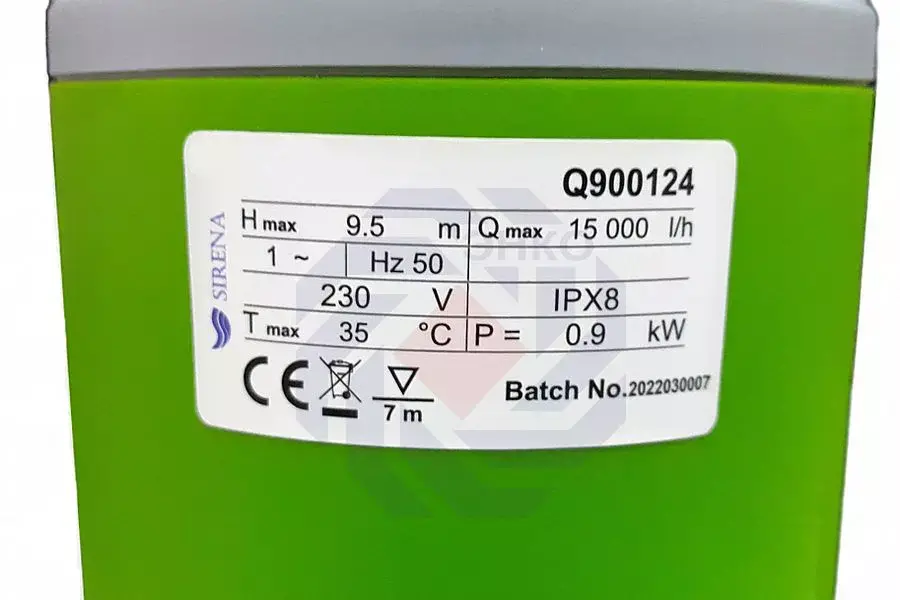 Q900124
H max 9.5 m Q max 15 000 l/h
1 ~ Hz 50
230 V IPX8
T max 35 °C P = 0.9 kW
CE 7 m Batch No.2022030007
SIRENA
ЭНКО